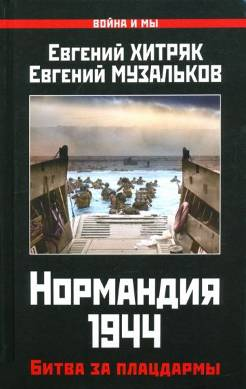 ВОЙНА И МЫ
Евгений ХИТРЯК
Евгений МУЗАЛЬКОВ
Нормандия
1944
Битва за плацдармы